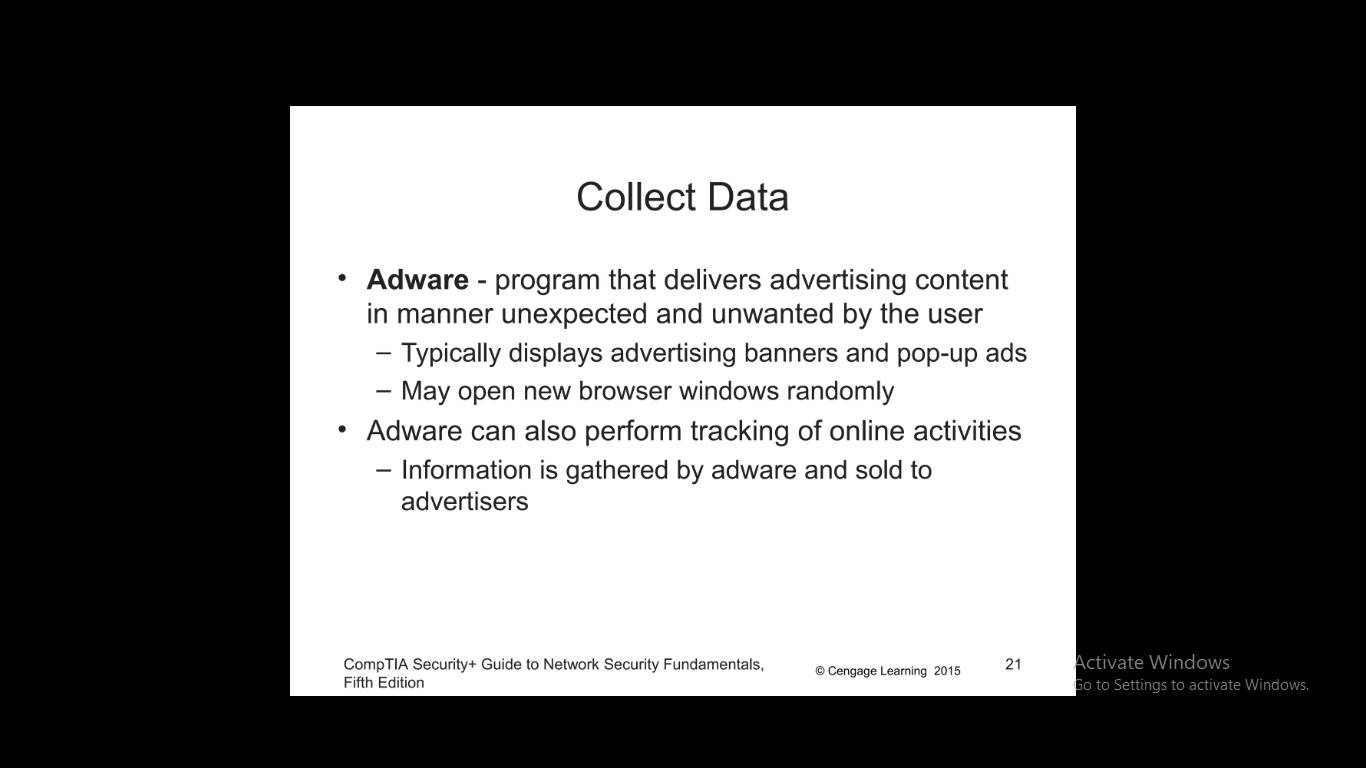 Collect Data
• Adware - program that delivers advertising content
in manner unexpected and unwanted by the user
– Typically displays advertising banners and pop-up ads
– May open new browser windows randomly
• Adware can also perform tracking of online activities
– Information is gathered by adware and sold to
advertisers
CompTIA Security+ Guide to Network Security Fundamentals,
Fifth Edition
© Cengage Learning 2015
21
Activate Windows
Go to Settings to activate Windows.